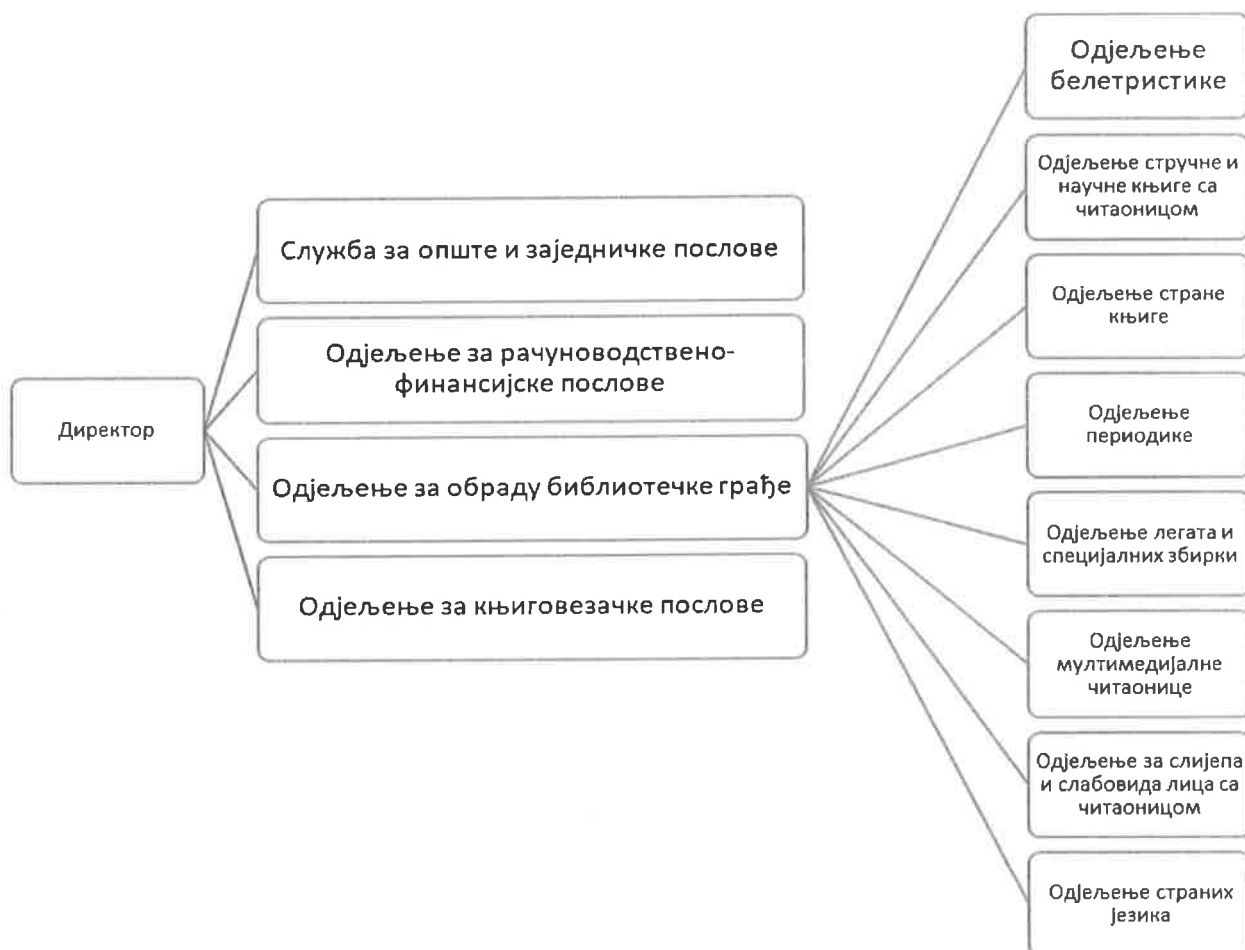 Директор
Служба за опште и заједничке послове
Одјељење за рачуноводствено-
финансијске послове
Одјељење за обраду библиотечке грађе
Одјељење за књиговезачке послове
Одјељење
белетристике
Одјељење стручне и
научне књиге са
читаоницом
Одјељење стране
књиге
Одјељење
периодике
Одјељење легата и
специјалних збирки
Одјељење
мултимедијалне
читаонице
Одјељење за слијепа
и слабовида лица са
читаоницом
Одјељење страних
језика